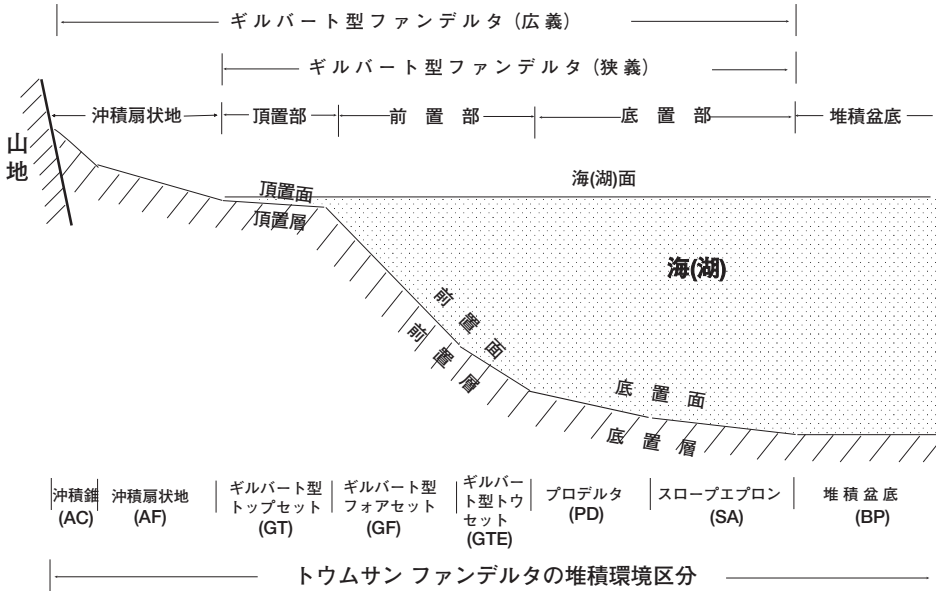 ギルバート型ファンデルタ(広義)
ギルバート型ファンデルタ(狭義)
沖積扇状地
頂置部
前置部
底置部
堆積盆底
山地
海(湖)面
頂置面
頂置層
海(湖)
前置面
前置層
底置面
底置層
沖積錐
(AC)
沖積扇状地
(AF)
ギルバート型
トップセット
(GT)
ギルバート型
フォアセット
(GF)
ギルバート
型トウ
セット
(GTE)
プロデルタ
(PD)
スロープエプロン
(SA)
堆積盆底
(BP)
トウムサン ファンデルタの堆積環境区分